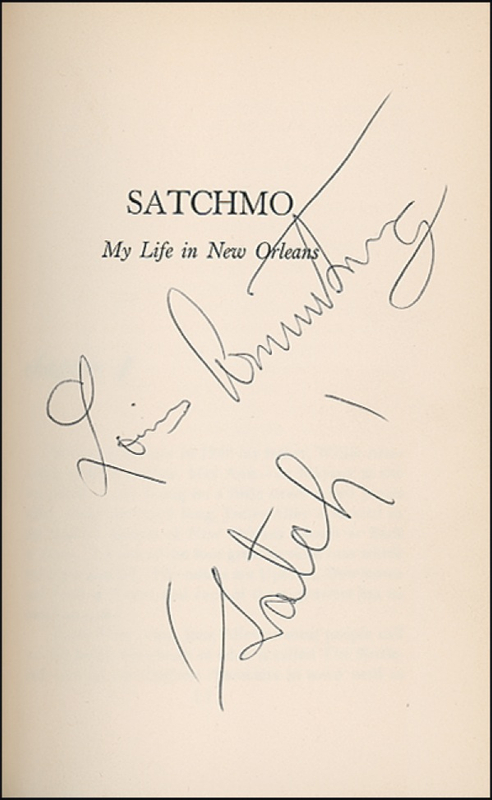 SATCHMO
My Life in New Orleans
Louis Armstrong
Satch